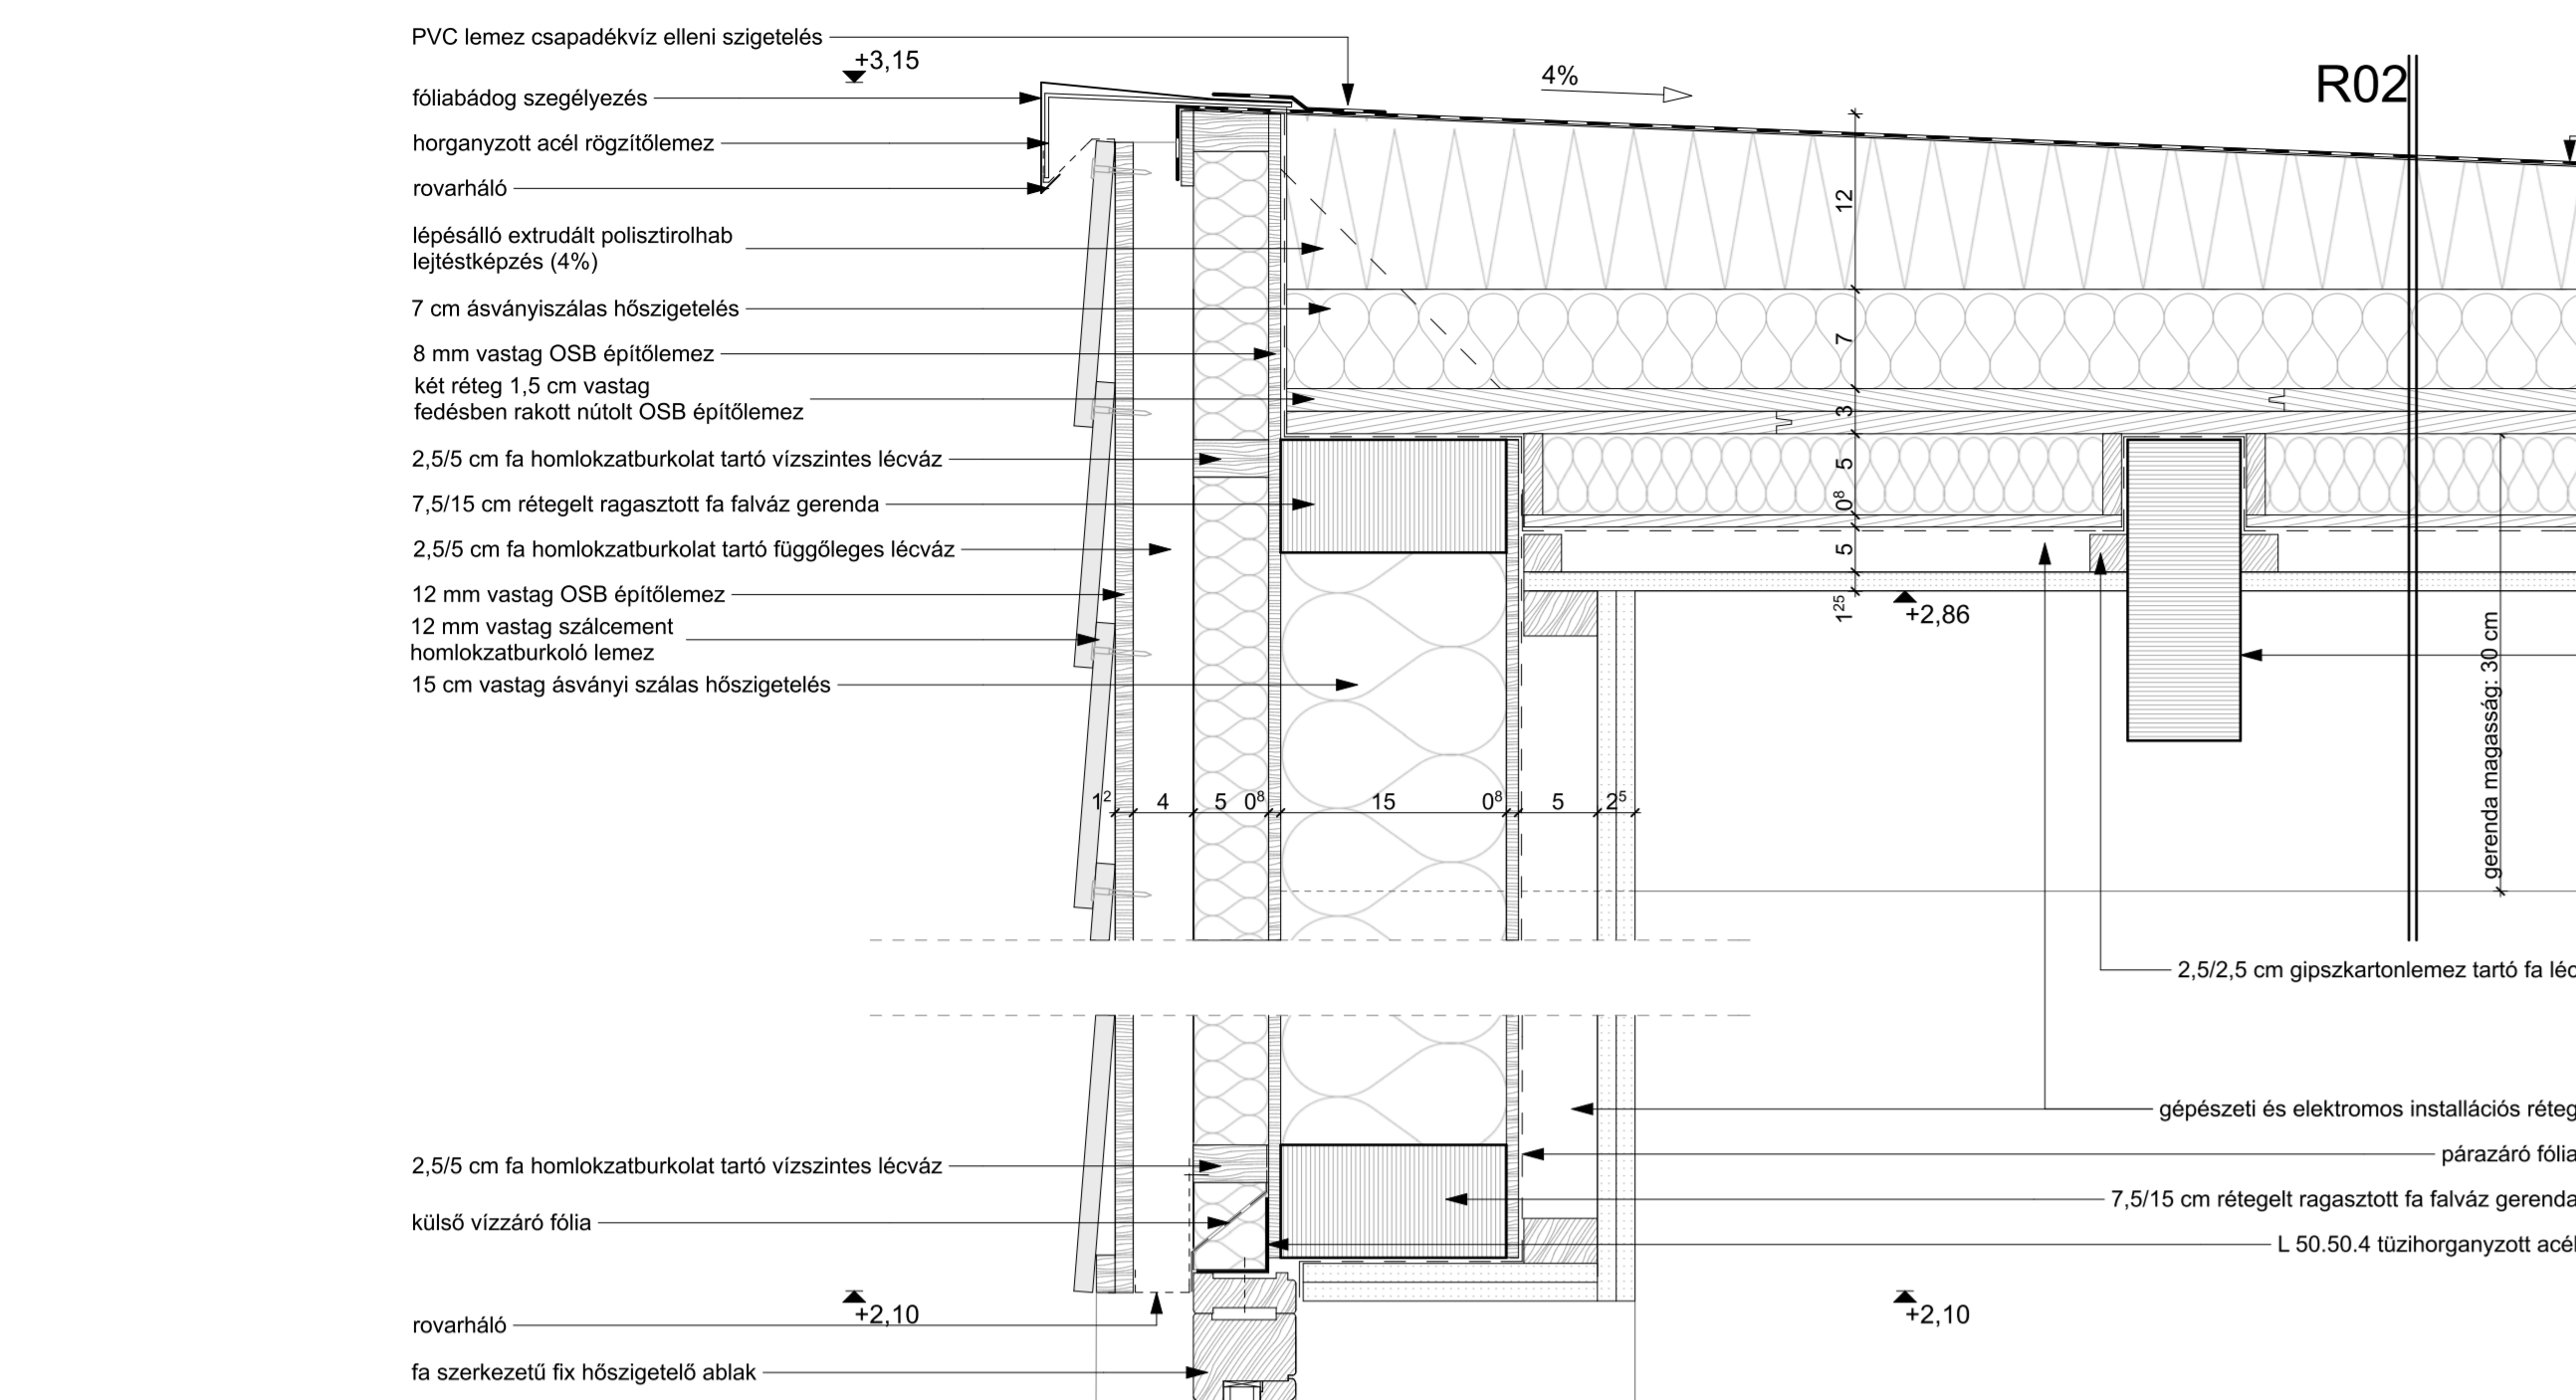 PVC lemez csapadékvíz elleni szigetelés
+3,15
4%
R02
fóliabádog szegélyezés
horganyzott acél rögzítőlemez
rovarháló
lépésálló extrudált polisztirolhab
lejtéstképzés (4%)
7 cm ásványiszálas hőszigetelés
8 mm vastag OSB építőlemez
két réteg 1,5 cm vastag
fedésben rakott nútolt OSB építőlemez
2,5/5 cm fa homlokzatburkolat tartó vízszintes lécváz
7,5/15 cm rétegelt ragasztott fa falváz gerenda
2,5/5 cm fa homlokzatburkolat tartó függőleges lécváz
12 mm vastag OSB építőlemez
12 mm vastag szálcement
homlokzatburkoló lemez
15 cm vastag ásványi szálas hőszigetelés
12
7
3
5
0⁸
5
1²⁵
+2,86
gerenda magasság: 30 cm
1² 4 5 0⁸ 15 0⁸ 5 2⁵
2,5/2,5 cm gipszkartonlemez tartó fa léc
gépészeti és elektromos installációs réteg
párazáró fólia
7,5/15 cm rétegelt ragasztott fa falváz gerenda
L 50.50.4 tüzihorganyzott acél
2,5/5 cm fa homlokzatburkolat tartó vízszintes lécváz
külső vízzáró fólia
+2,10
+2,10
rovarháló
fa szerkezetű fix hőszigetelő ablak